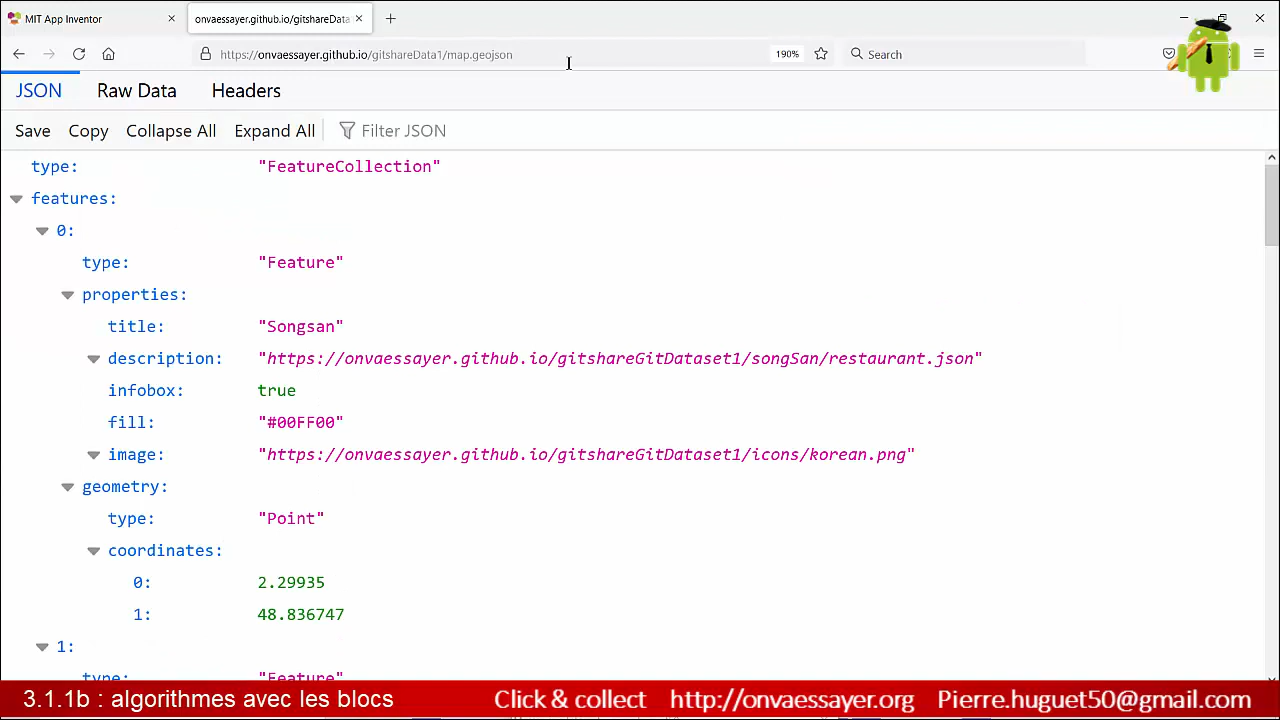 MIT App Inventor
onvaessayer.github.io/gitshareData
https://onvaessayer.github.io/gitshareData1/map.geojson
190%
Search
JSON Raw Data Headers
Save Copy Collapse All Expand All Filter JSON
type: "FeatureCollection"
features:
0:
type: "Feature"
properties:
title: "Songsan"
description: "https://onvaessayer.github.io/gitshareGitDataset1/songSan/restaurant.json"
infobox: true
fill: "#00FF00"
image: "https://onvaessayer.github.io/gitshareGitDataset1/icons/korean.png"
geometry:
type: "Point"
coordinates:
0: 2.29935
1: 48.836747
1:
type: "Feature"
3.1.1b : algorithmes avec les blocs Click & collect http://onvaessayer.org Pierre.huguet50@gmail.com